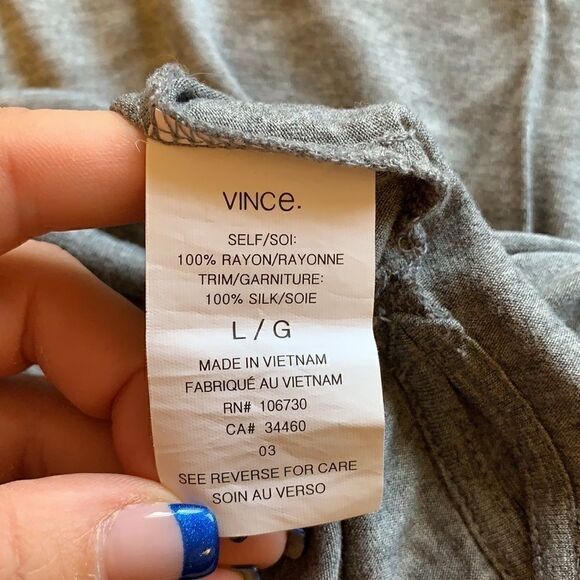 VINCe.
SELF/SOI:
100% RAYON/RAYONNE
TRIM/GARNITURE:
100% SILK/SOIE
L / G
MADE IN VIETNAM
FABRIQUÉ AU VIETNAM
RN# 106730
CA# 34460
03
SEE REVERSE FOR CARE
SOIN AU VERSO